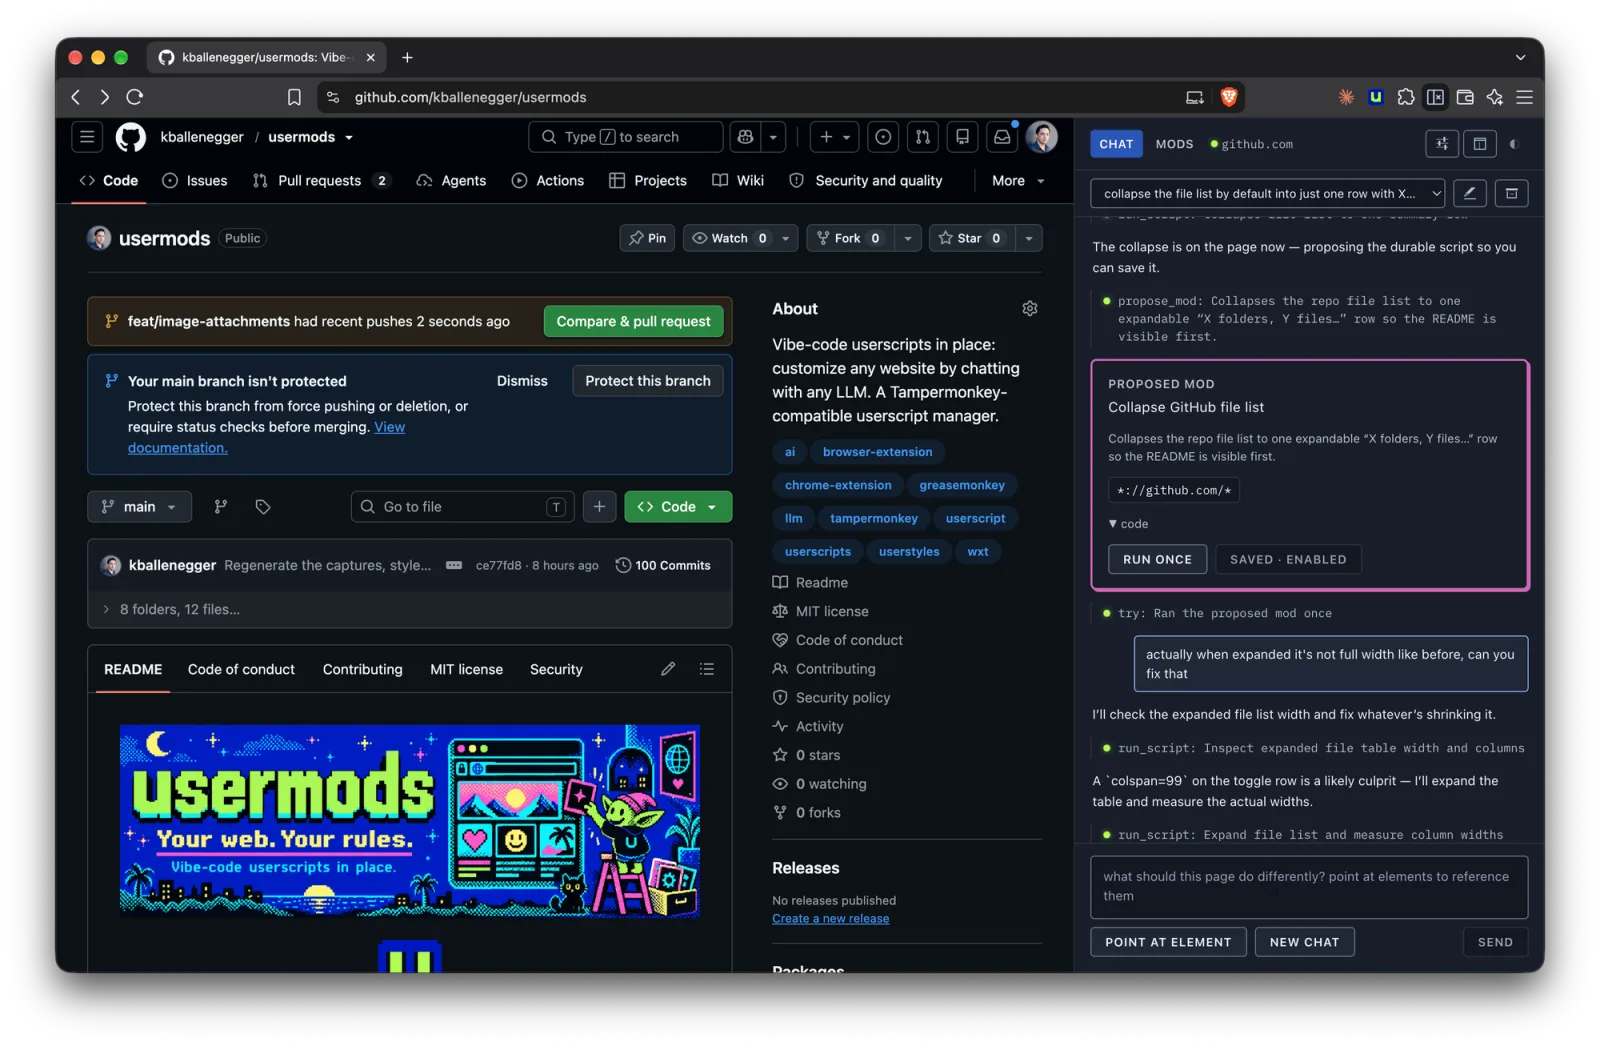 kballenegger/usermods: Vibe-
github.com/kballenegger/usermods
kballenegger / usermods
Type / to search
Code
Issues
Pull requests 2
Agents
Actions
Projects
Wiki
Security and quality
More
usermods Public
Pin
Watch 0
Fork 0
Star 0
feat/image-attachments had recent pushes 2 seconds ago
Compare & pull request
Your main branch isn't protected
Protect this branch from force pushing or deletion, or
require status checks before merging. View
documentation.
Dismiss
Protect this branch
main
Go to file T
Code
kballenegger Regenerate the captures, style... ce77fd8 · 8 hours ago 100 Commits
8 folders, 12 files...
README
Code of conduct
Contributing
MIT license
Security
usermods
Your web. Your rules.
Vibe-code userscripts in place.
U
U
About
Vibe-code userscripts in place:
customize any website by chatting
with any LLM. A Tampermonkey-
compatible userscript manager.
ai browser-extension
chrome-extension greasemonkey
llm tampermonkey userscript
userscripts userstyles wxt
Readme
MIT license
Code of conduct
Contributing
Security policy
Activity
0 stars
0 watching
0 forks
Releases
No releases published
Create a new release
Packages
CHAT
MODS
github.com
collapse the file list by default into just one row with X...
The collapse is on the page now — proposing the durable script so you
can save it.
propose_mod: Collapses the repo file list to one
expandable “X folders, Y files…” row so the README is
visible first.
PROPOSED MOD
Collapse GitHub file list
Collapses the repo file list to one expandable “X folders, Y files…” row
so the README is visible first.
*://github.com/*
▼ code
RUN ONCE
SAVED · ENABLED
try: Ran the proposed mod once
actually when expanded it's not full width like before, can you
fix that
I’ll check the expanded file list width and fix whatever’s shrinking it.
run_script: Inspect expanded file table width and columns
A `colspan=99` on the toggle row is a likely culprit — I’ll expand the
table and measure the actual widths.
run_script: Expand file list and measure column widths
what should this page do differently? point at elements to reference
them
POINT AT ELEMENT
NEW CHAT
SEND